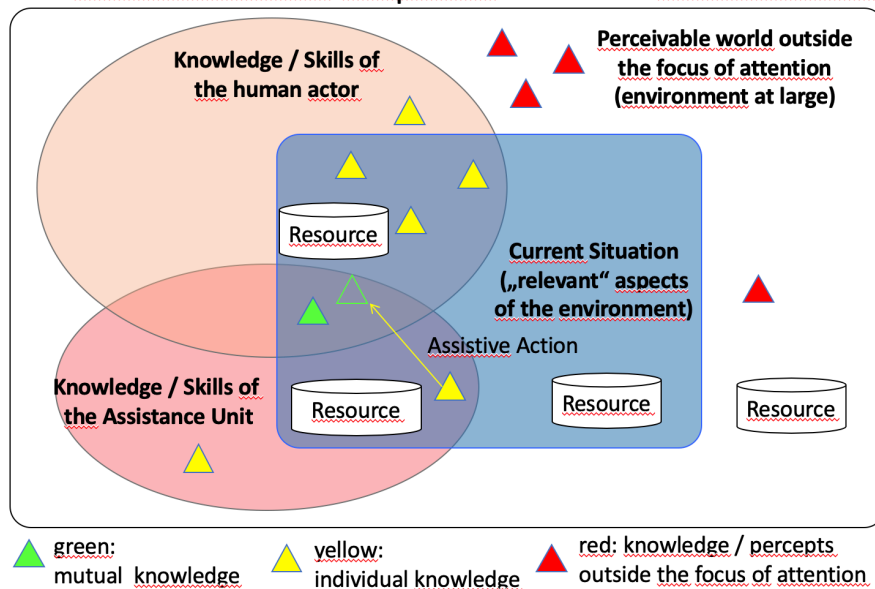 Knowledge / Skills of
the human actor
Perceivable world outside
the focus of attention
(environment at large)
Resource
Current Situation
(„relevant“ aspects
of the environment)
Assistive Action
Knowledge / Skills of
the Assistance Unit
Resource
Resource
Resource
green:
mutual knowledge
yellow:
individual knowledge
red: knowledge / percepts
outside the focus of attention